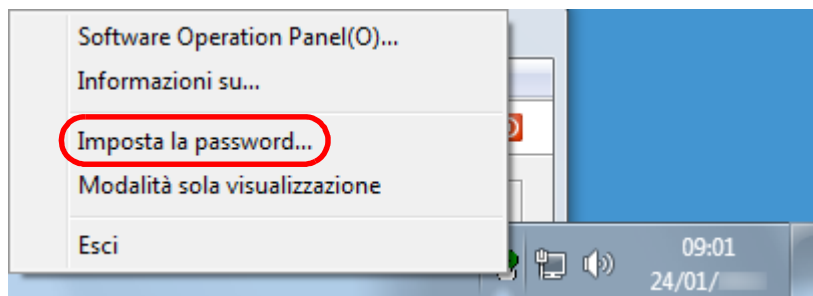 Software Operation Panel(O)...
Informazioni su...
Imposta la password...
Modalità sola visualizzazione
Esci
09:01
24/01/